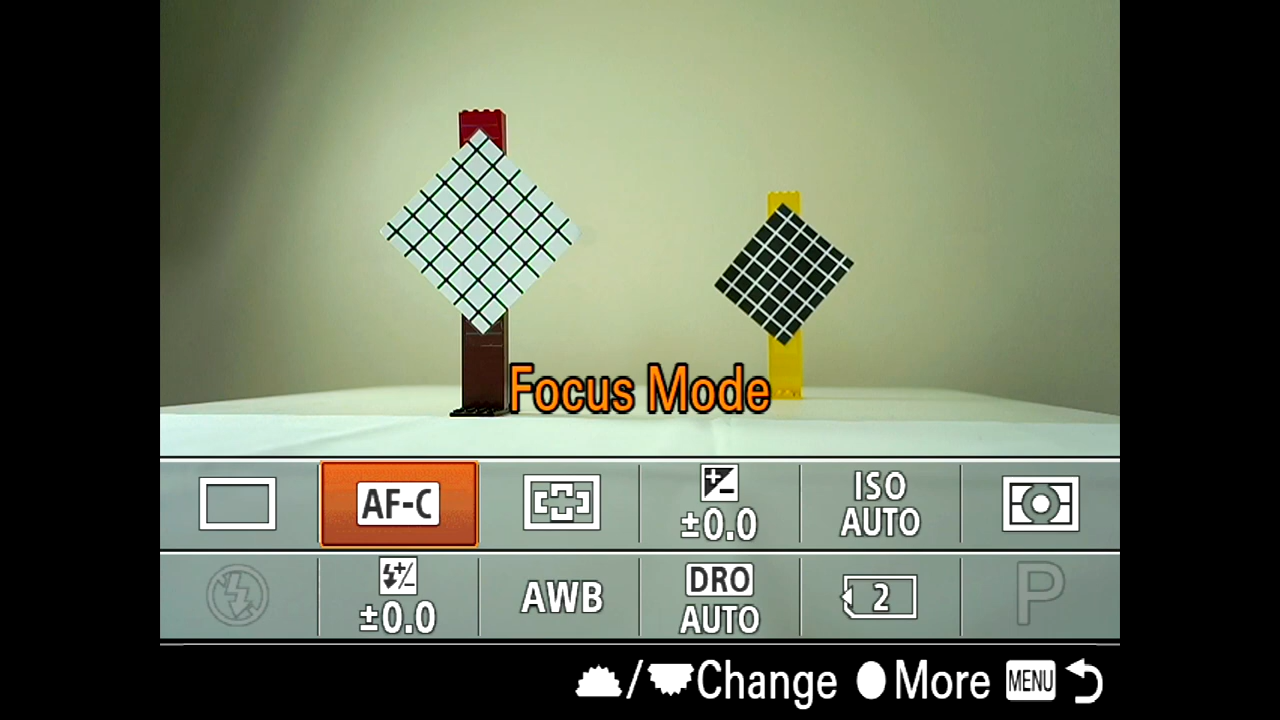 Focus Mode
AF-C
±0.0
ISO
AUTO
±0.0
AWB
DRO
AUTO
2
P
/ Change More MENU